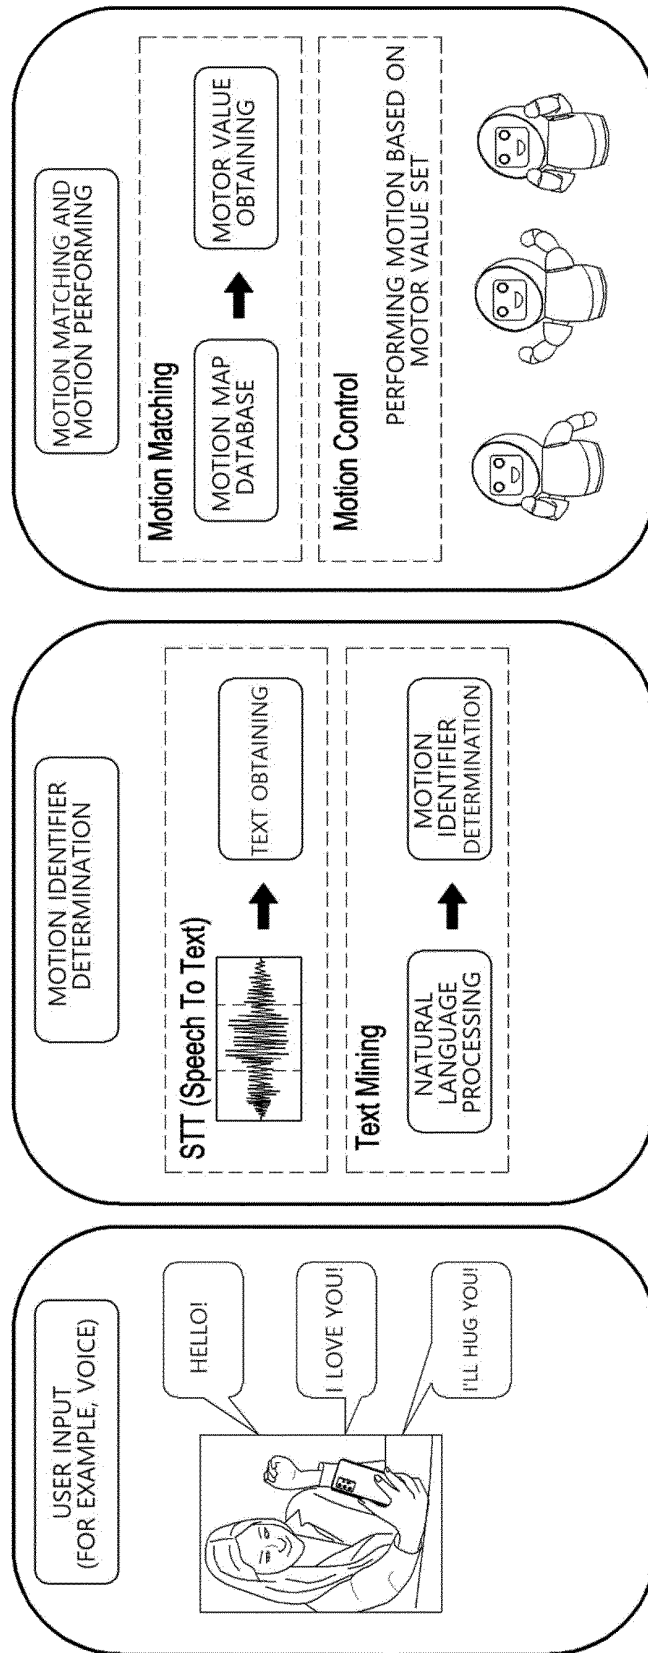 USER INPUT
(FOR EXAMPLE, VOICE)
HELLO!
I LOVE YOU!
I'LL HUG YOU!
MOTION IDENTIFIER
DETERMINATION
STT (Speech To Text)
TEXT OBTAINING
Text Mining
NATURAL
LANGUAGE
PROCESSING
MOTION
IDENTIFIER
DETERMINATION
MOTION MATCHING AND
MOTION PERFORMING
Motion Matching
MOTION MAP
DATABASE
MOTOR VALUE
OBTAINING
Motion Control
PERFORMING MOTION BASED ON
MOTOR VALUE SET